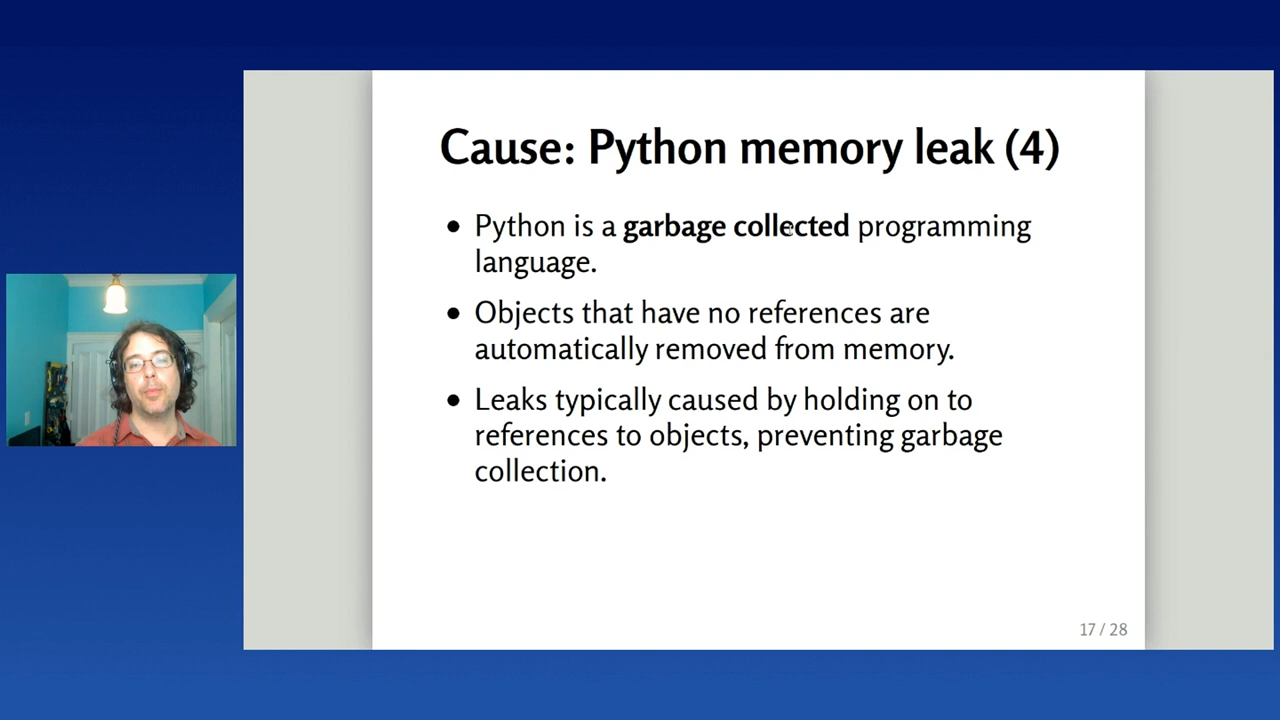 Cause: Python memory leak (4)
• Python is a garbage collected programming
language.
• Objects that have no references are
automatically removed from memory.
• Leaks typically caused by holding on to
references to objects, preventing garbage
collection.
17 / 28